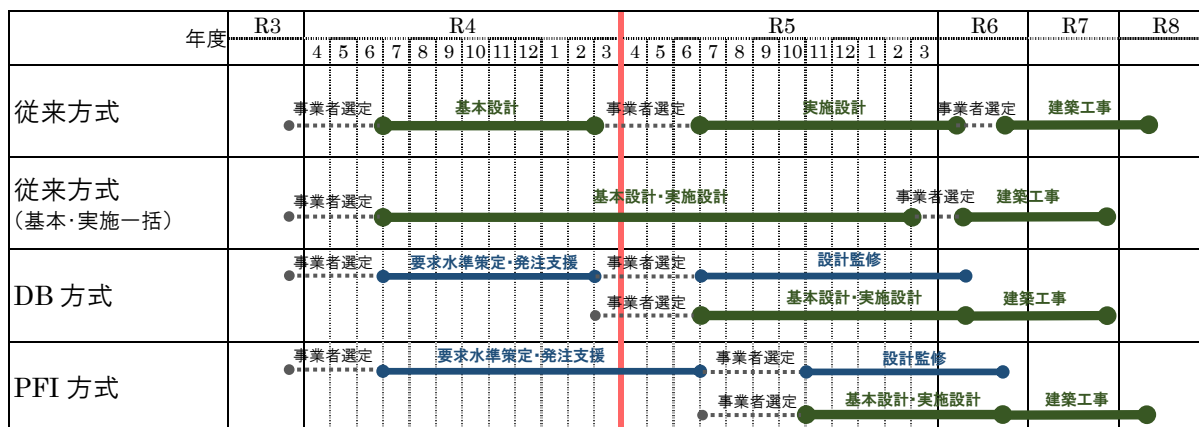 年度 R3 R4 R5 R6 R7 R8
4 5 6 7 8 9 10 11 12 1 2 3 4 5 6 7 8 9 10 11 12 1 2 3
従来方式
事業者選定 基本設計 事業者選定 実施設計 事業者選定 建築工事
従来方式
（基本･実施一括）
事業者選定 基本設計･実施設計 事業者選定 建築工事
DB 方式
事業者選定 要求水準策定･発注支援 事業者選定 設計監修
事業者選定 基本設計･実施設計 建築工事
PFI 方式
事業者選定 要求水準策定･発注支援 事業者選定 設計監修
事業者選定 基本設計･実施設計 建築工事